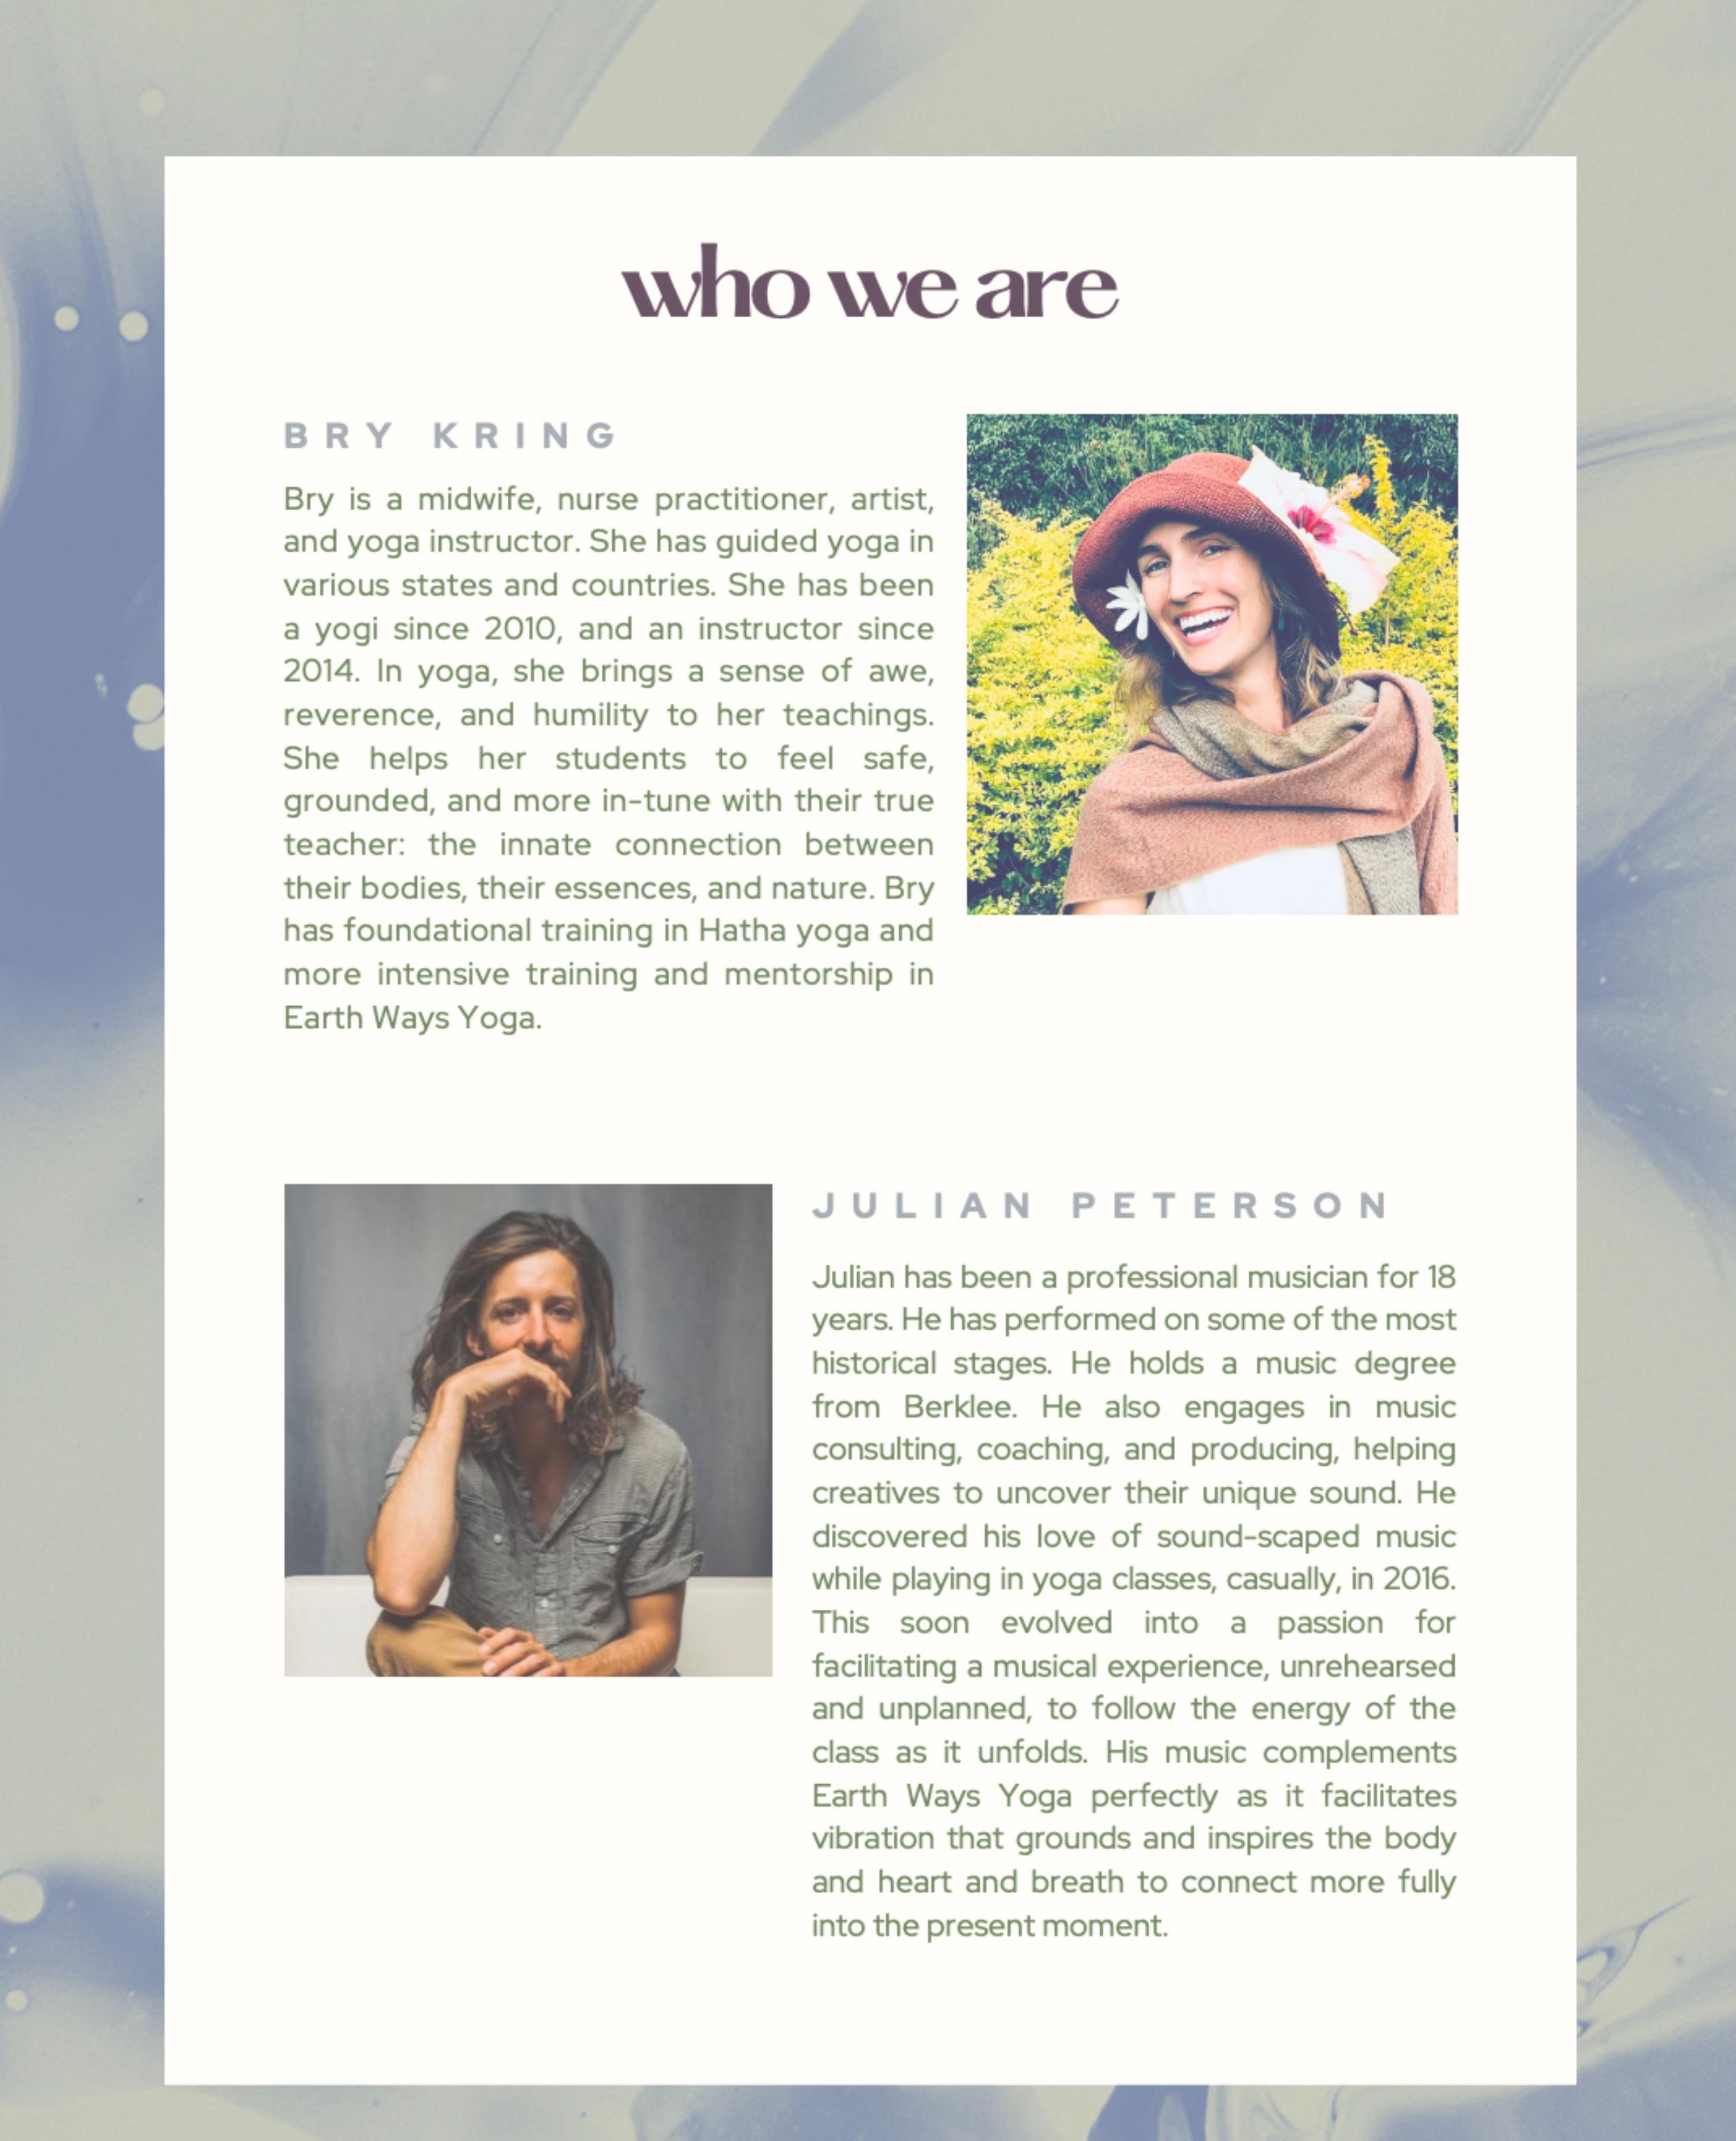 who we are
BRY KRING
Bry is a midwife, nurse practitioner, artist,
and yoga instructor. She has guided yoga in
various states and countries. She has been
a yogi since 2010, and an instructor since
2014. In yoga, she brings a sense of awe,
reverence, and humility to her teachings.
She helps her students to feel safe,
grounded, and more in-tune with their true
teacher: the innate connection between
their bodies, their essences, and nature. Bry
has foundational training in Hatha yoga and
more intensive training and mentorship in
Earth Ways Yoga.
JULIAN PETERSON
Julian has been a professional musician for 18
years. He has performed on some of the most
historical stages. He holds a music degree
from Berklee. He also engages in music
consulting, coaching, and producing, helping
creatives to uncover their unique sound. He
discovered his love of sound-scaped music
while playing in yoga classes, casually, in 2016.
This soon evolved into a passion for
facilitating a musical experience, unrehearsed
and unplanned, to follow the energy of the
class as it unfolds. His music complements
Earth Ways Yoga perfectly as it facilitates
vibration that grounds and inspires the body
and heart and breath to connect more fully
into the present moment.